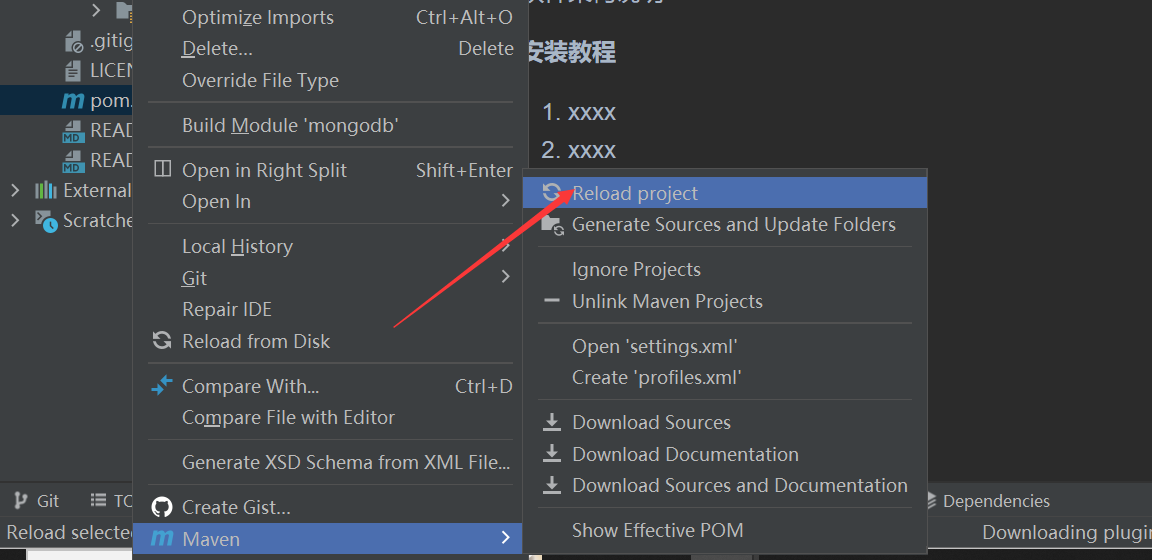 Optimize Imports Ctrl+Alt+O
.gitig
Delete... Delete
LICEN
Override File Type
pom.
Build Module 'mongodb'
READ
READ
Open in Right Split Shift+Enter
External
Open In
Scratche
Local History
Git
Repair IDE
Reload from Disk
Compare With... Ctrl+D
Compare File with Editor
Generate XSD Schema from XML File...
Create Gist...
Maven
安装教程
1. xxxx
2. xxxx
Reload project
Generate Sources and Update Folders
Ignore Projects
Unlink Maven Projects
Open 'settings.xml'
Create 'profiles.xml'
Download Sources
Download Documentation
Download Sources and Documentation
Show Effective POM
Git
TO
Dependencies
Reload selecte
Downloading plugi